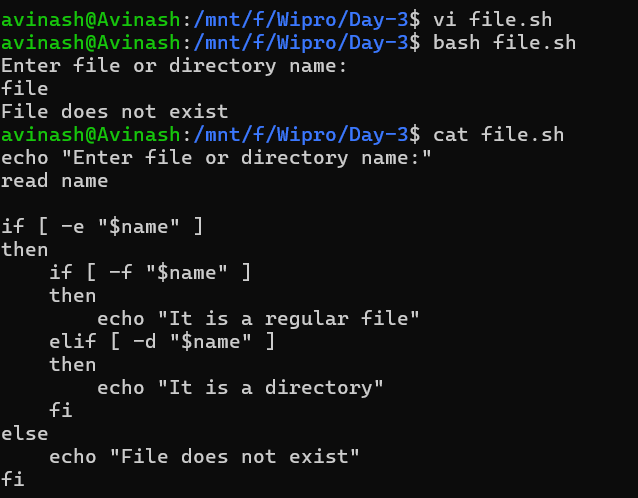 avinash@Avinash:/mnt/f/Wipro/Day-3$ vi file.sh
avinash@Avinash:/mnt/f/Wipro/Day-3$ bash file.sh
Enter file or directory name:
file
File does not exist
avinash@Avinash:/mnt/f/Wipro/Day-3$ cat file.sh
echo "Enter file or directory name:"
read name

if [ -e "$name" ]
then
    if [ -f "$name" ]
    then
        echo "It is a regular file"
    elif [ -d "$name" ]
    then
        echo "It is a directory"
    fi
else
    echo "File does not exist"
fi